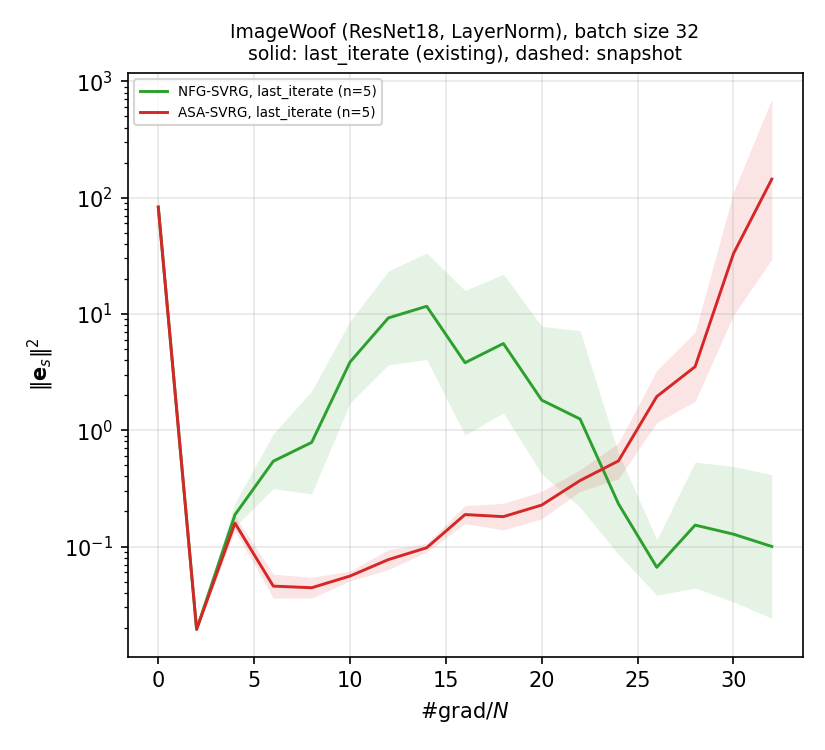 ImageWoof (ResNet18, LayerNorm), batch size 32
solid: last_iterate (existing), dashed: snapshot
NFG-SVRG, last_iterate (n=5)
ASA-SVRG, last_iterate (n=5)
10³
10²
10¹
10⁰
10⁻¹
‖𝐞ₛ‖²
0 5 10 15 20 25 30
#grad/N